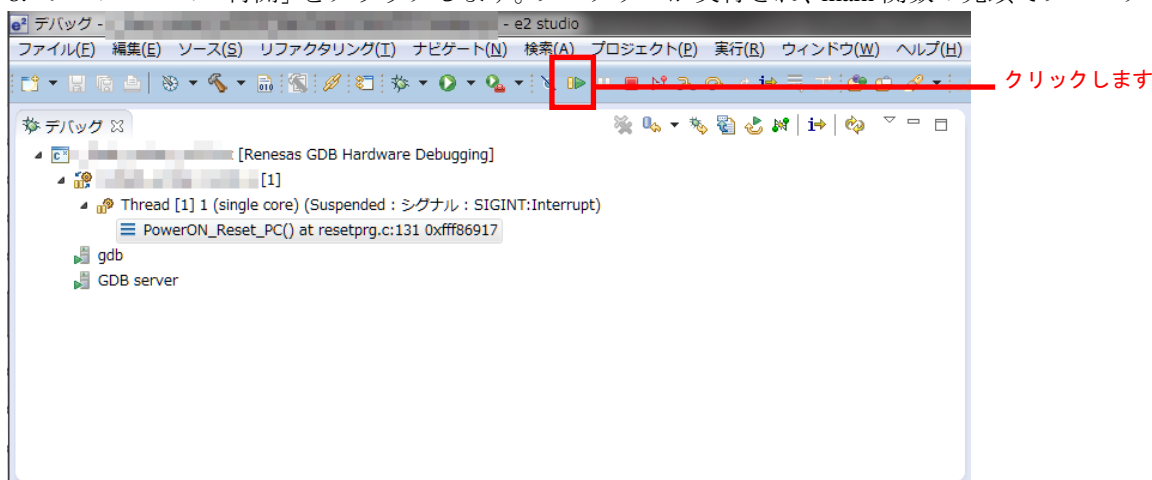 デバッグ - - e2 studio
ファイル(F) 編集(E) ソース(S) リファクタリング(T) ナビゲート(N) 検索(A) プロジェクト(P) 実行(R) ウィンドウ(W) ヘルプ(H)
クリックします
デバッグ
[Renesas GDB Hardware Debugging]
[1]
Thread [1] 1 (single core) (Suspended : シグナル : SIGINT:Interrupt)
PowerON_Reset_PC() at resetprg.c:131 0xfff86917
gdb
GDB server